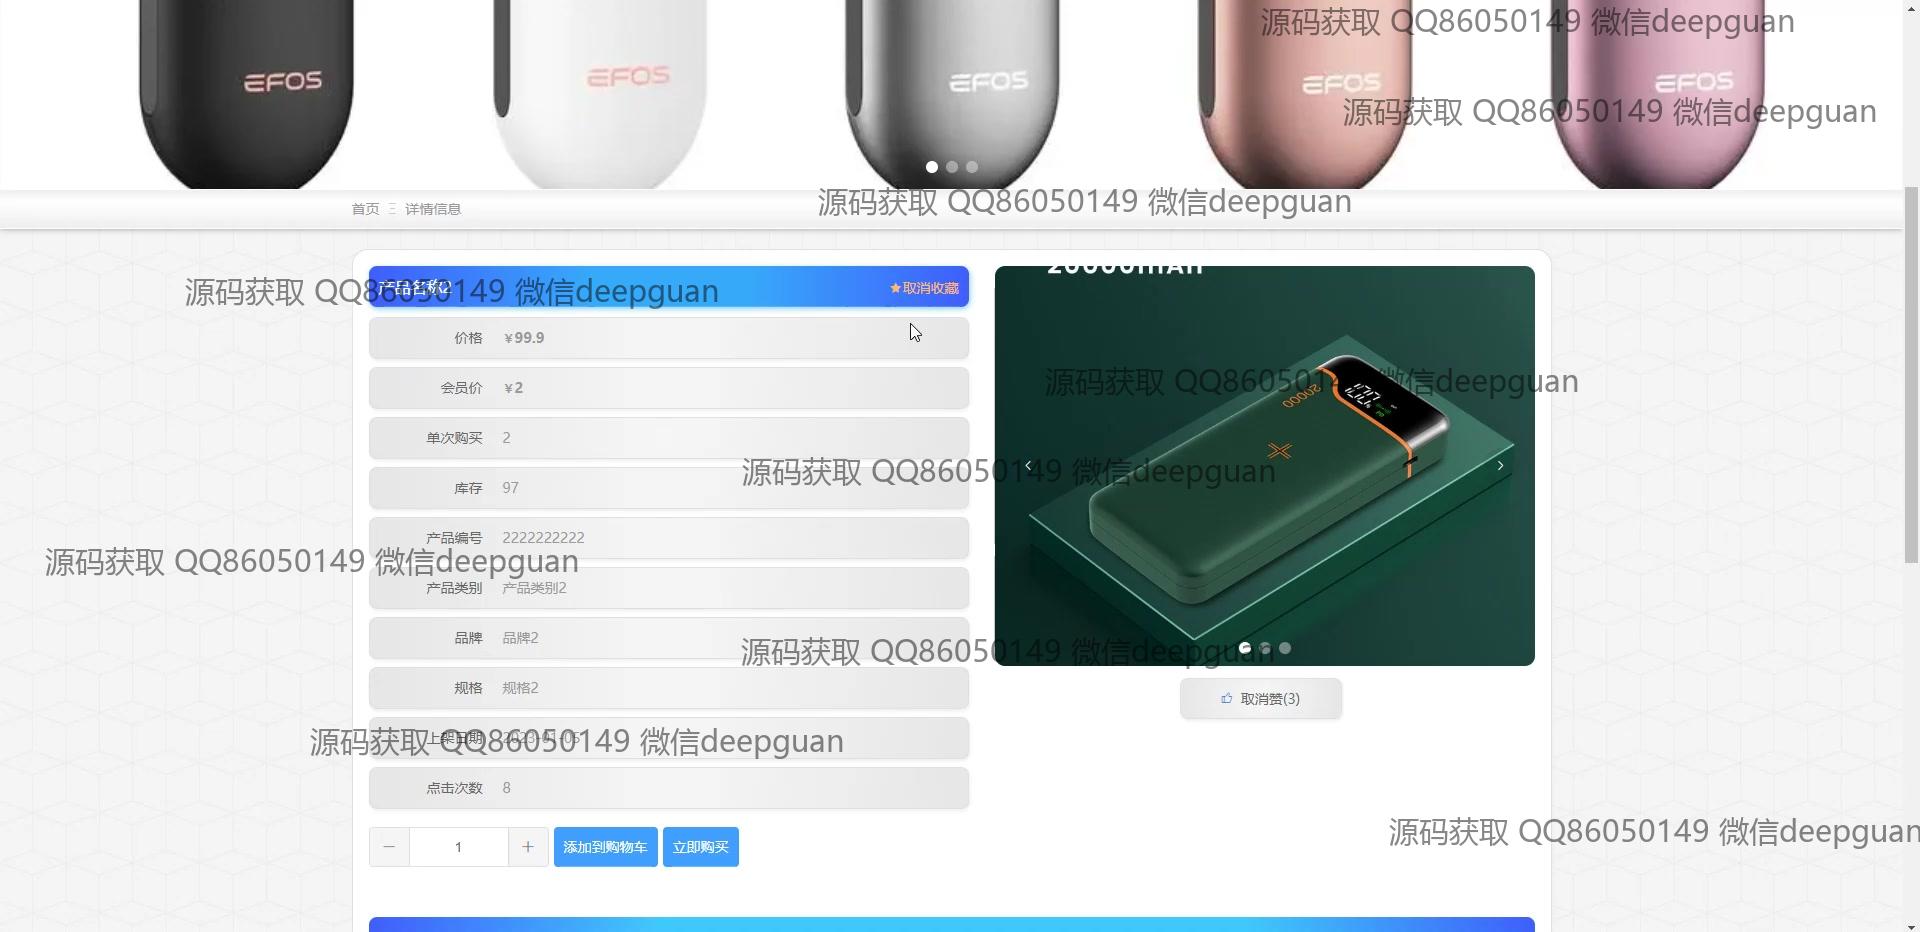 EFOS
EFOS
EFOS
EFOS
EFOS
源码获取 QQ86050149 微信deepguan
源码获取 QQ86050149 微信deepguan
源码获取 QQ86050149 微信deepguan
首页
详情信息
20000mAh
产品名称2
★取消收藏
源码获取 QQ86050149 微信deepguan
价格 ￥99.9
会员价 ￥2
源码获取 QQ86050149 微信deepguan
20000
单次购买 2
源码获取 QQ86050149 微信deepguan
库存 97
产品编号 2222222222
源码获取 QQ86050149 微信deepguan
产品类别 产品类别2
品牌 品牌2
源码获取 QQ86050149 微信deepguan
规格 规格2
取消赞(3)
上架日期
源码获取 QQ86050149 微信deepguan
点击次数 8
源码获取 QQ86050149 微信deepguan
1
添加到购物车
立即购买